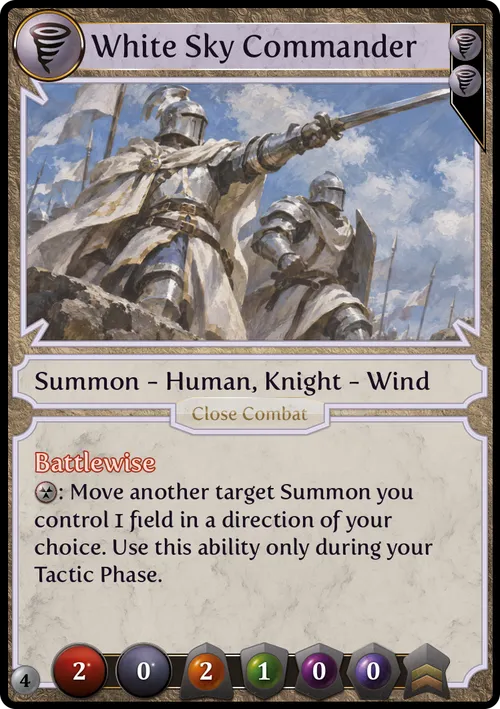 White Sky Commander
Summon – Human, Knight – Wind
Close Combat
Battlewise
: Move another target Summon you
control 1 field in a direction of your
choice. Use this ability only during your
Tactic Phase.
4 2* 0* 2 1 0 0